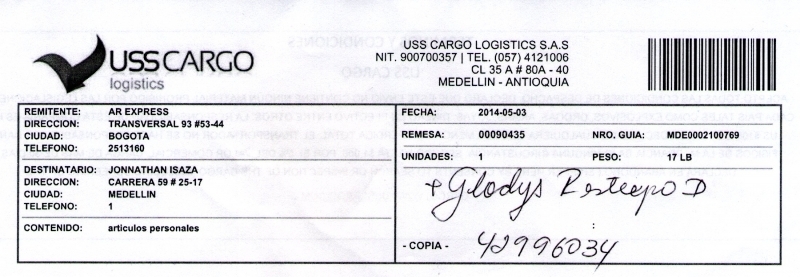 USSCARGO
logistics
USS CARGO LOGISTICS S.A.S
NIT. 900700357 | TEL. (057) 4121006
CL 35 A # 80A - 40
MEDELLIN - ANTIOQUIA
REMITENTE: AR EXPRESS
DIRECCION: TRANSVERSAL 93 #53-44
CIUDAD: BOGOTA
TELEFONO: 2513160
DESTINATARIO: JONNATHAN ISAZA
DIRECCION: CARRERA 59 # 25-17
CIUDAD: MEDELLIN
TELEFONO: 1
CONTENIDO: articulos personales
FECHA: 2014-05-03
REMESA: 00090435 NRO. GUIA: MDE0002100769
UNIDADES: 1 PESO: 17 LB
+ Gladys Restrepo D
- COPIA - 42996034